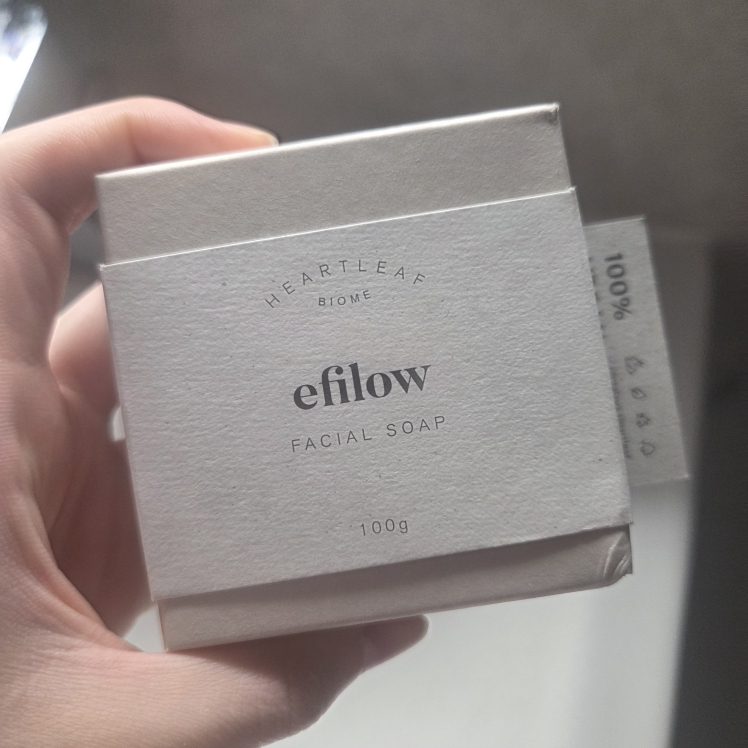 HEARTLEAF
BIOME
efilow
FACIAL SOAP
100g
100%